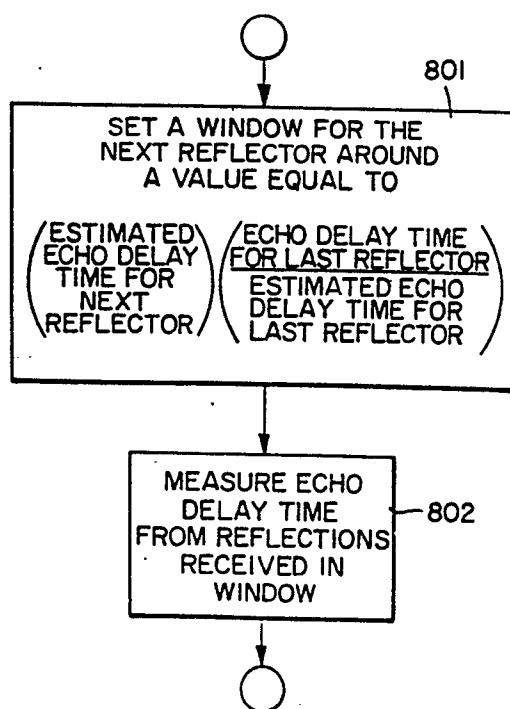 801
SET A WINDOW FOR THE
NEXT REFLECTOR AROUND
A VALUE EQUAL TO
(ESTIMATED
ECHO DELAY
TIME FOR
NEXT
REFLECTOR)
(ECHO DELAY TIME
FOR LAST REFLECTOR
ESTIMATED ECHO
DELAY TIME FOR
LAST REFLECTOR)
MEASURE ECHO
DELAY TIME
FROM REFLECTIONS
RECEIVED IN
WINDOW
802